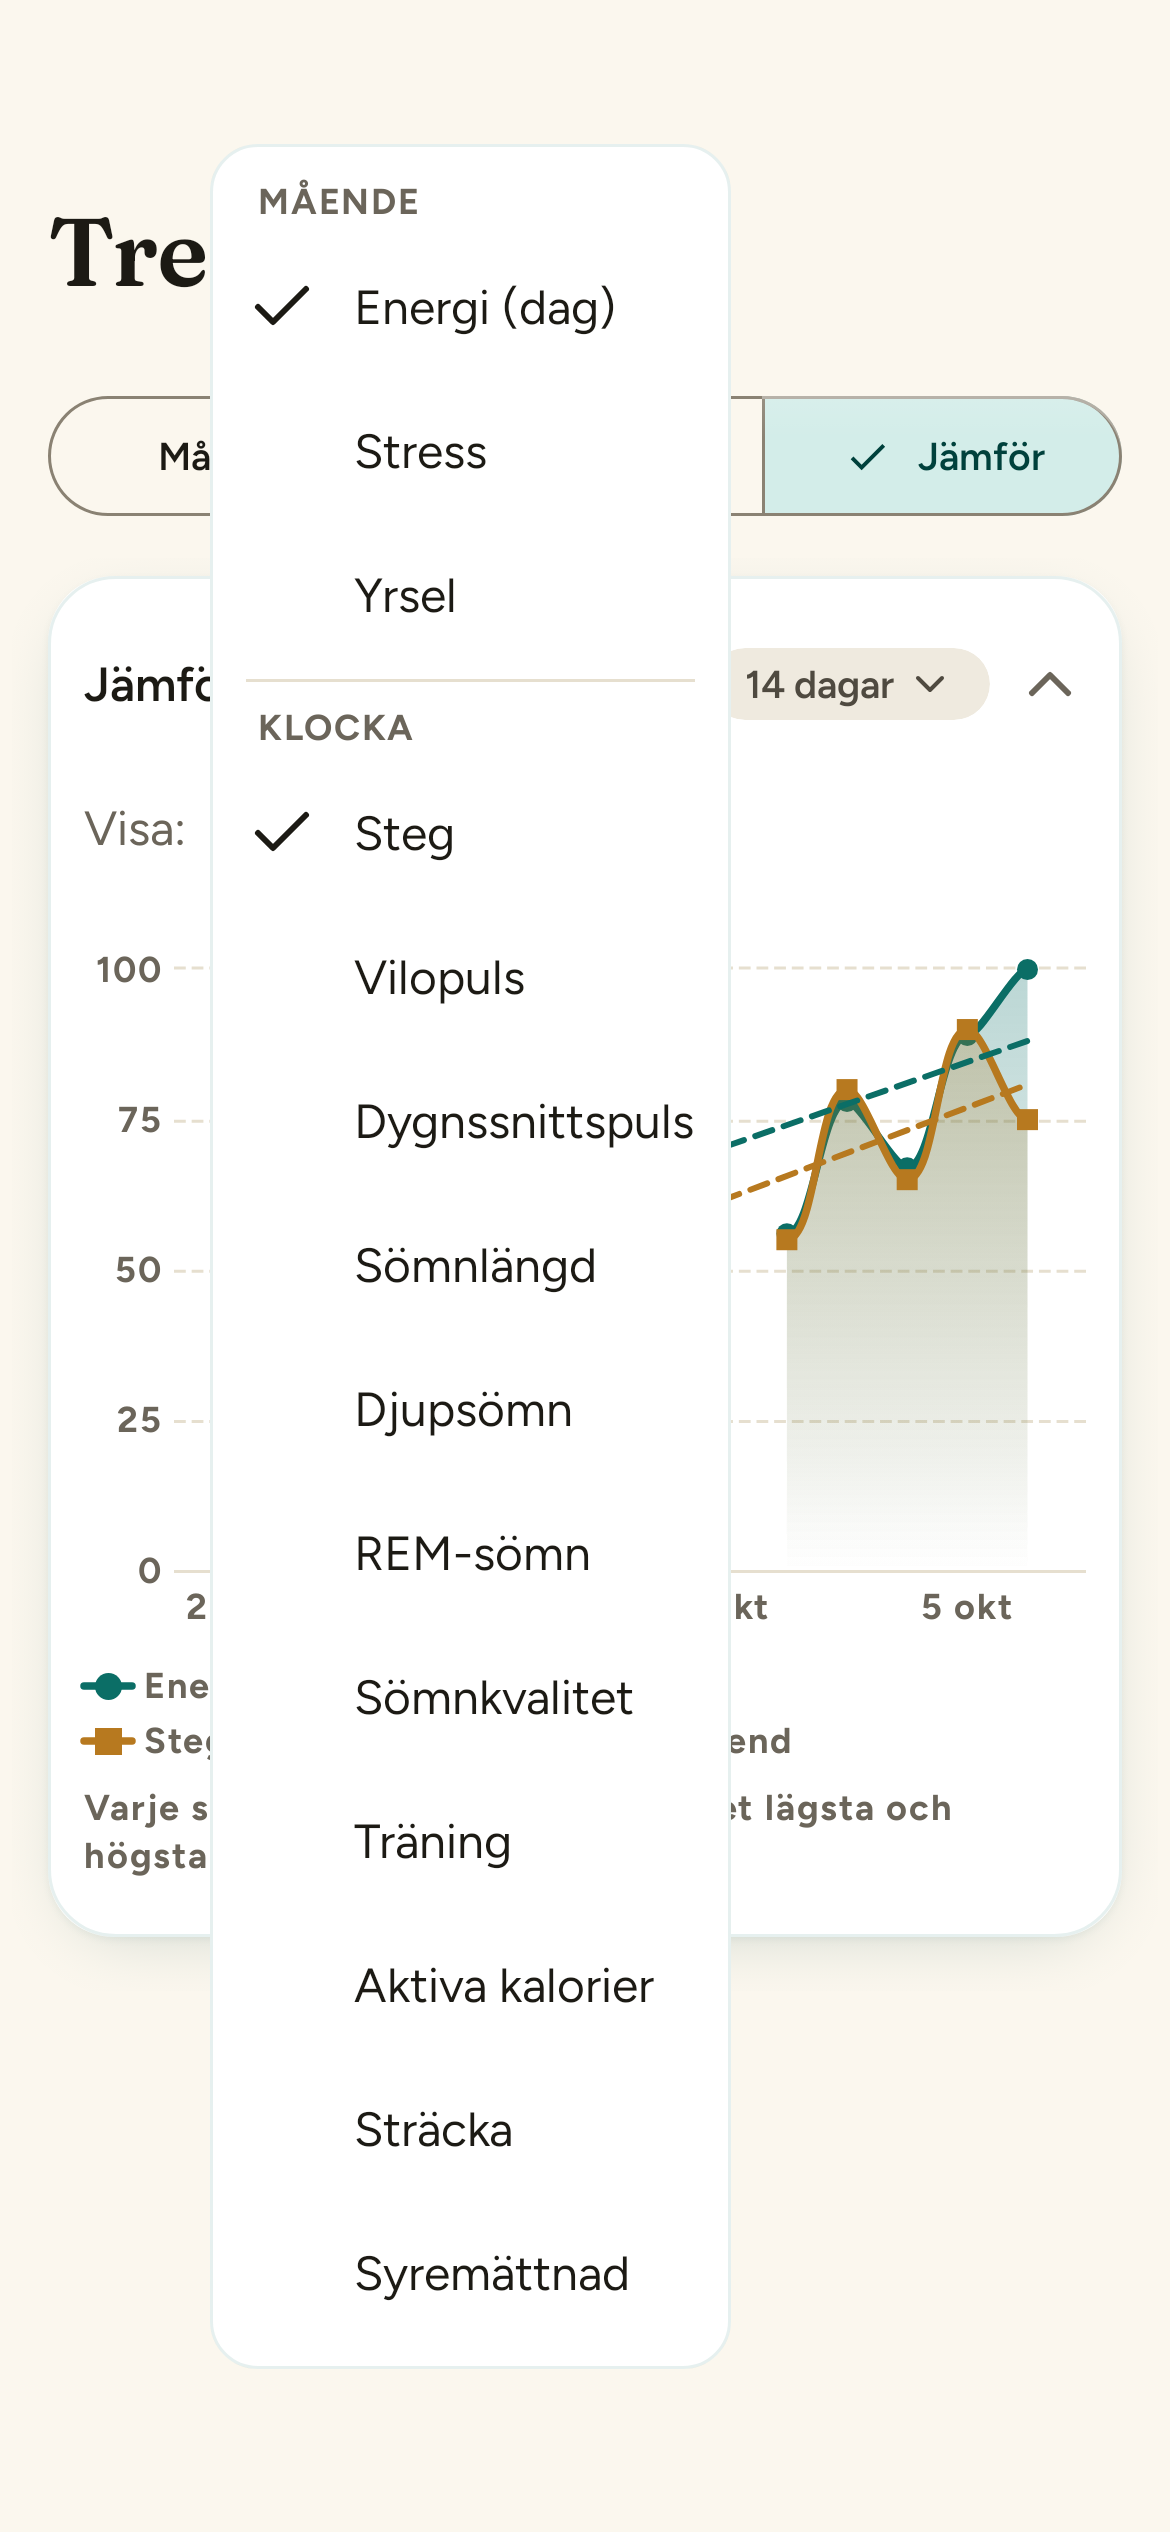 MÅENDE
Tre
Energi (dag)
Må
Jämför
Stress
Yrsel
Jämfö
14 dagar
KLOCKA
Visa:
Steg
Vilopuls
Dygnssnittspuls
Sömnlängd
Djupsömn
REM-sömn
Sömnkvalitet
Träning
Aktiva kalorier
Sträcka
Syremättnad
100
75
50
25
0
2
kt
5 okt
Ene
Steg
end
Varje s
et lägsta och
högsta